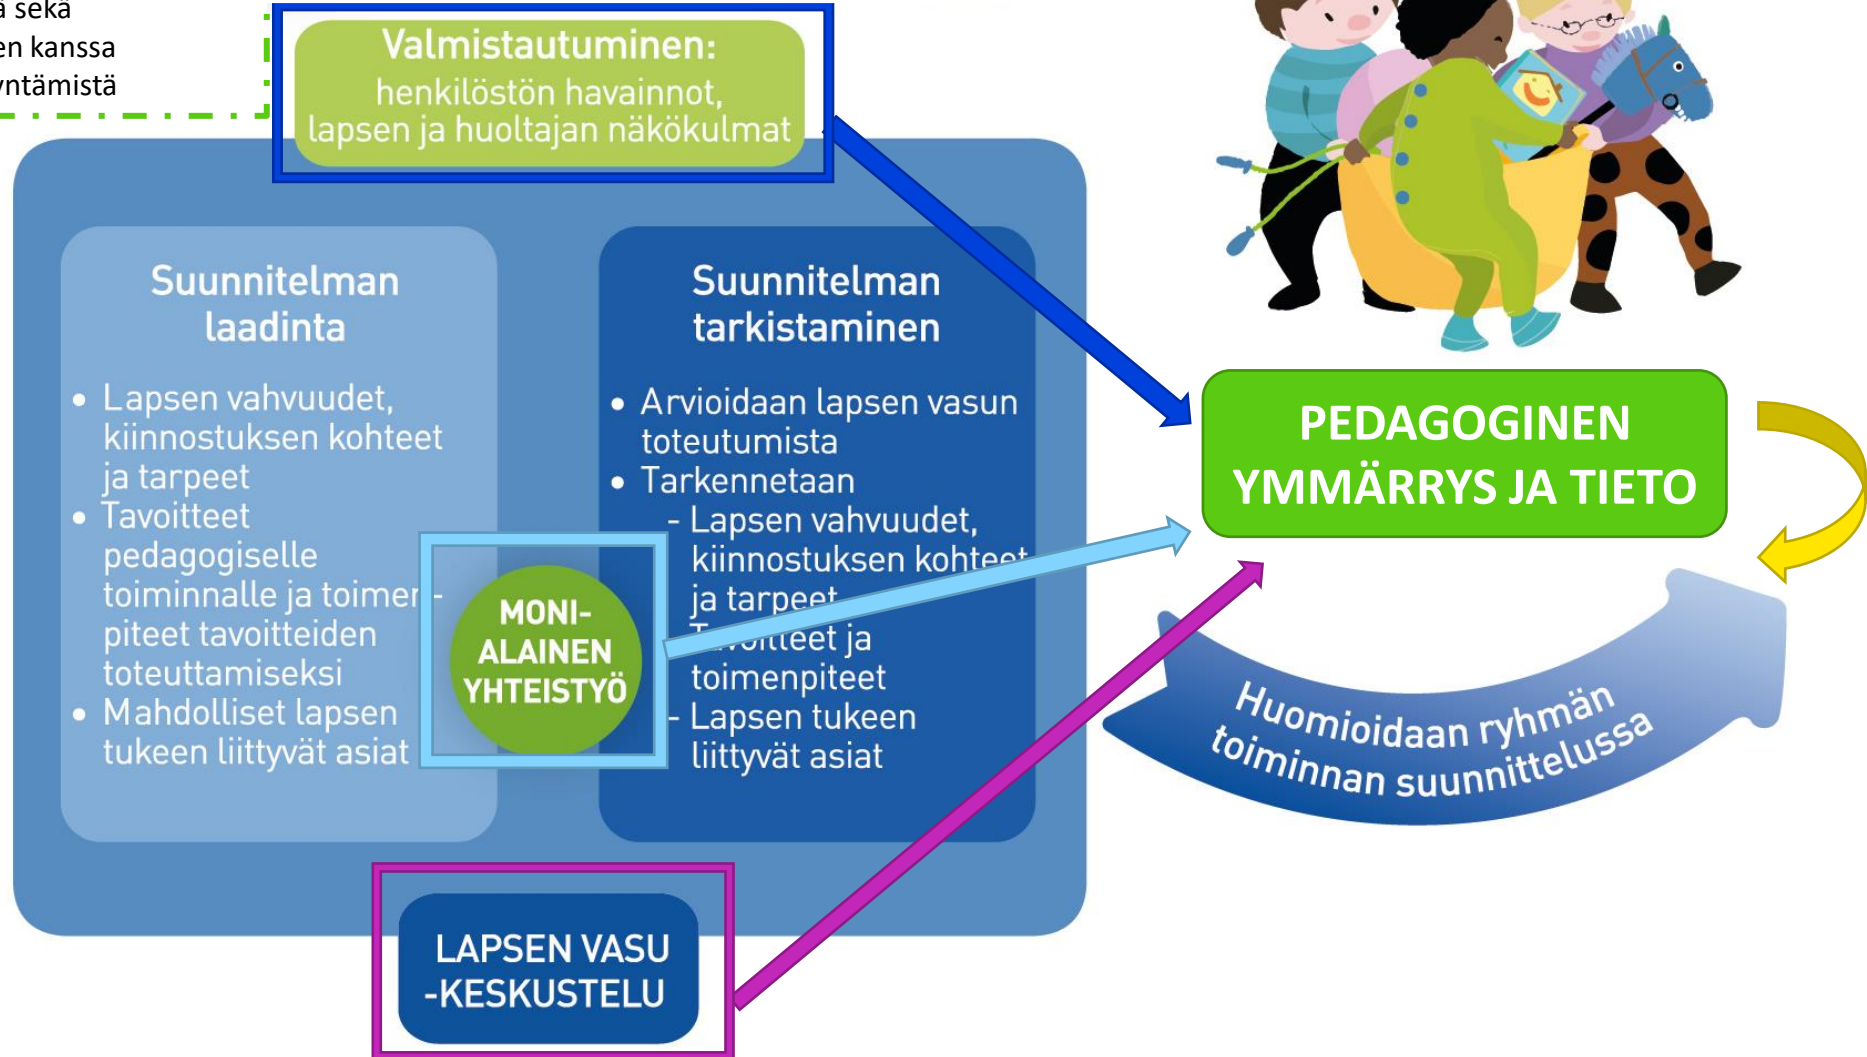 sekä
kanssa
Valmistautuminen:
henkilöstön havainnot,
lapsen ja huoltajan näkökulmat
Suunnitelman
laadinta
• Lapsen vahvuudet,
kiinnostuksen kohteet
ja tarpeet
• Tavoitteet
pedagogiselle
toiminnalle ja toimen-
piteet tavoitteiden
toteuttamiseksi
• Mahdolliset lapsen
tukeen liittyvät asiat
MONI-
ALAINEN
YHTEISTYÖ
Suunnitelman
tarkistaminen
• Arvioidaan lapsen vasun
toteutumista
• Tarkennetaan
- Lapsen vahvuudet,
kiinnostuksen kohteet
ja tarpeet
- Tavoitteet ja
toimenpiteet
- Lapsen tukeen
liittyvät asiat
LAPSEN VASU
-KESKUSTELU
PEDAGOGINEN
YMMÄRRYS JA TIETO
Huomioidaan ryhmän
toiminnan suunnittelussa